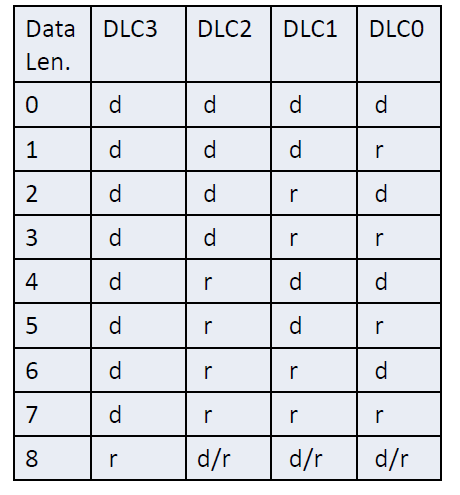 Data Len. DLC3 DLC2 DLC1 DLC0
0 d d d d
1 d d d r
2 d d r d
3 d d r r
4 d r d d
5 d r d r
6 d r r d
7 d r r r
8 r d/r d/r d/r